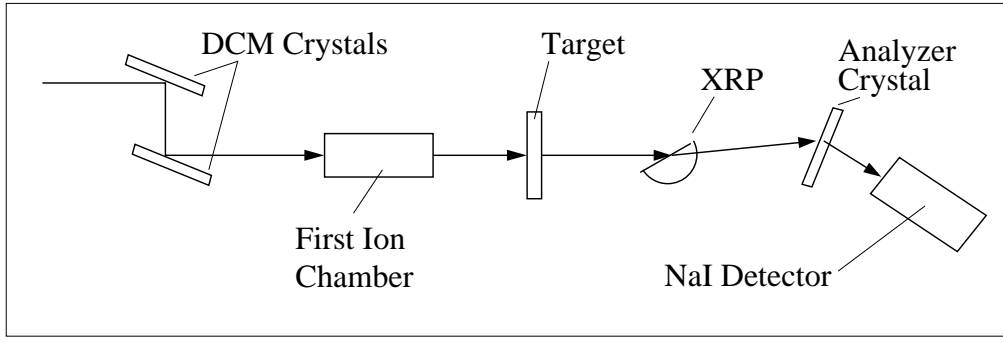 DCM Crystals
Target
XRP
Analyzer
Crystal
First Ion
Chamber
NaI Detector